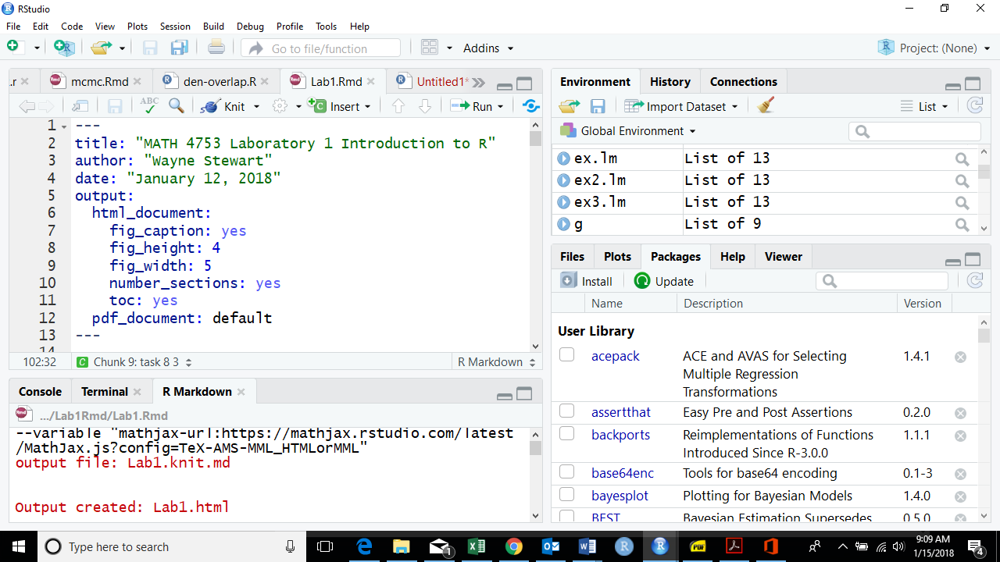 RStudio
File Edit Code View Plots Session Build Debug Profile Tools Help
Go to file/function Addins Project: (None)
.r mcmc.Rmd den-overlap.R Lab1.Rmd Untitled1*
ABC Knit Insert Run
1 ---
2 title: "MATH 4753 Laboratory 1 Introduction to R"
3 author: "Wayne Stewart"
4 date: "January 12, 2018"
5 output:
6 html_document:
7 fig_caption: yes
8 fig_height: 4
9 fig_width: 5
10 number_sections: yes
11 toc: yes
12 pdf_document: default
13 ---
14
102:32 C Chunk 9: task 8 3 R Markdown
Console Terminal R Markdown
Rmd .../Lab1Rmd/Lab1.Rmd
--variable "mathjax-url:https://mathjax.rstudio.com/latest
/MathJax.js?config=TeX-AMS-MML_HTMLorMML"
output file: Lab1.knit.md
Output created: Lab1.html
Environment History Connections
Import Dataset List
Global Environment
ex.lm List of 13
ex2.lm List of 13
ex3.lm List of 13
g List of 9
Files Plots Packages Help Viewer
Install Update
Name Description Version
User Library
acepack ACE and AVAS for Selecting 1.4.1
Multiple Regression
Transformations
assertthat Easy Pre and Post Assertions 0.2.0
backports Reimplementations of Functions 1.1.1
Introduced Since R-3.0.0
base64enc Tools for base64 encoding 0.1-3
bayesplot Plotting for Bayesian Models 1.4.0
BEST Bayesian Estimation Supersedes 0.5.0
Type here to search
1
PDF
9:09 AM
1/15/2018
4